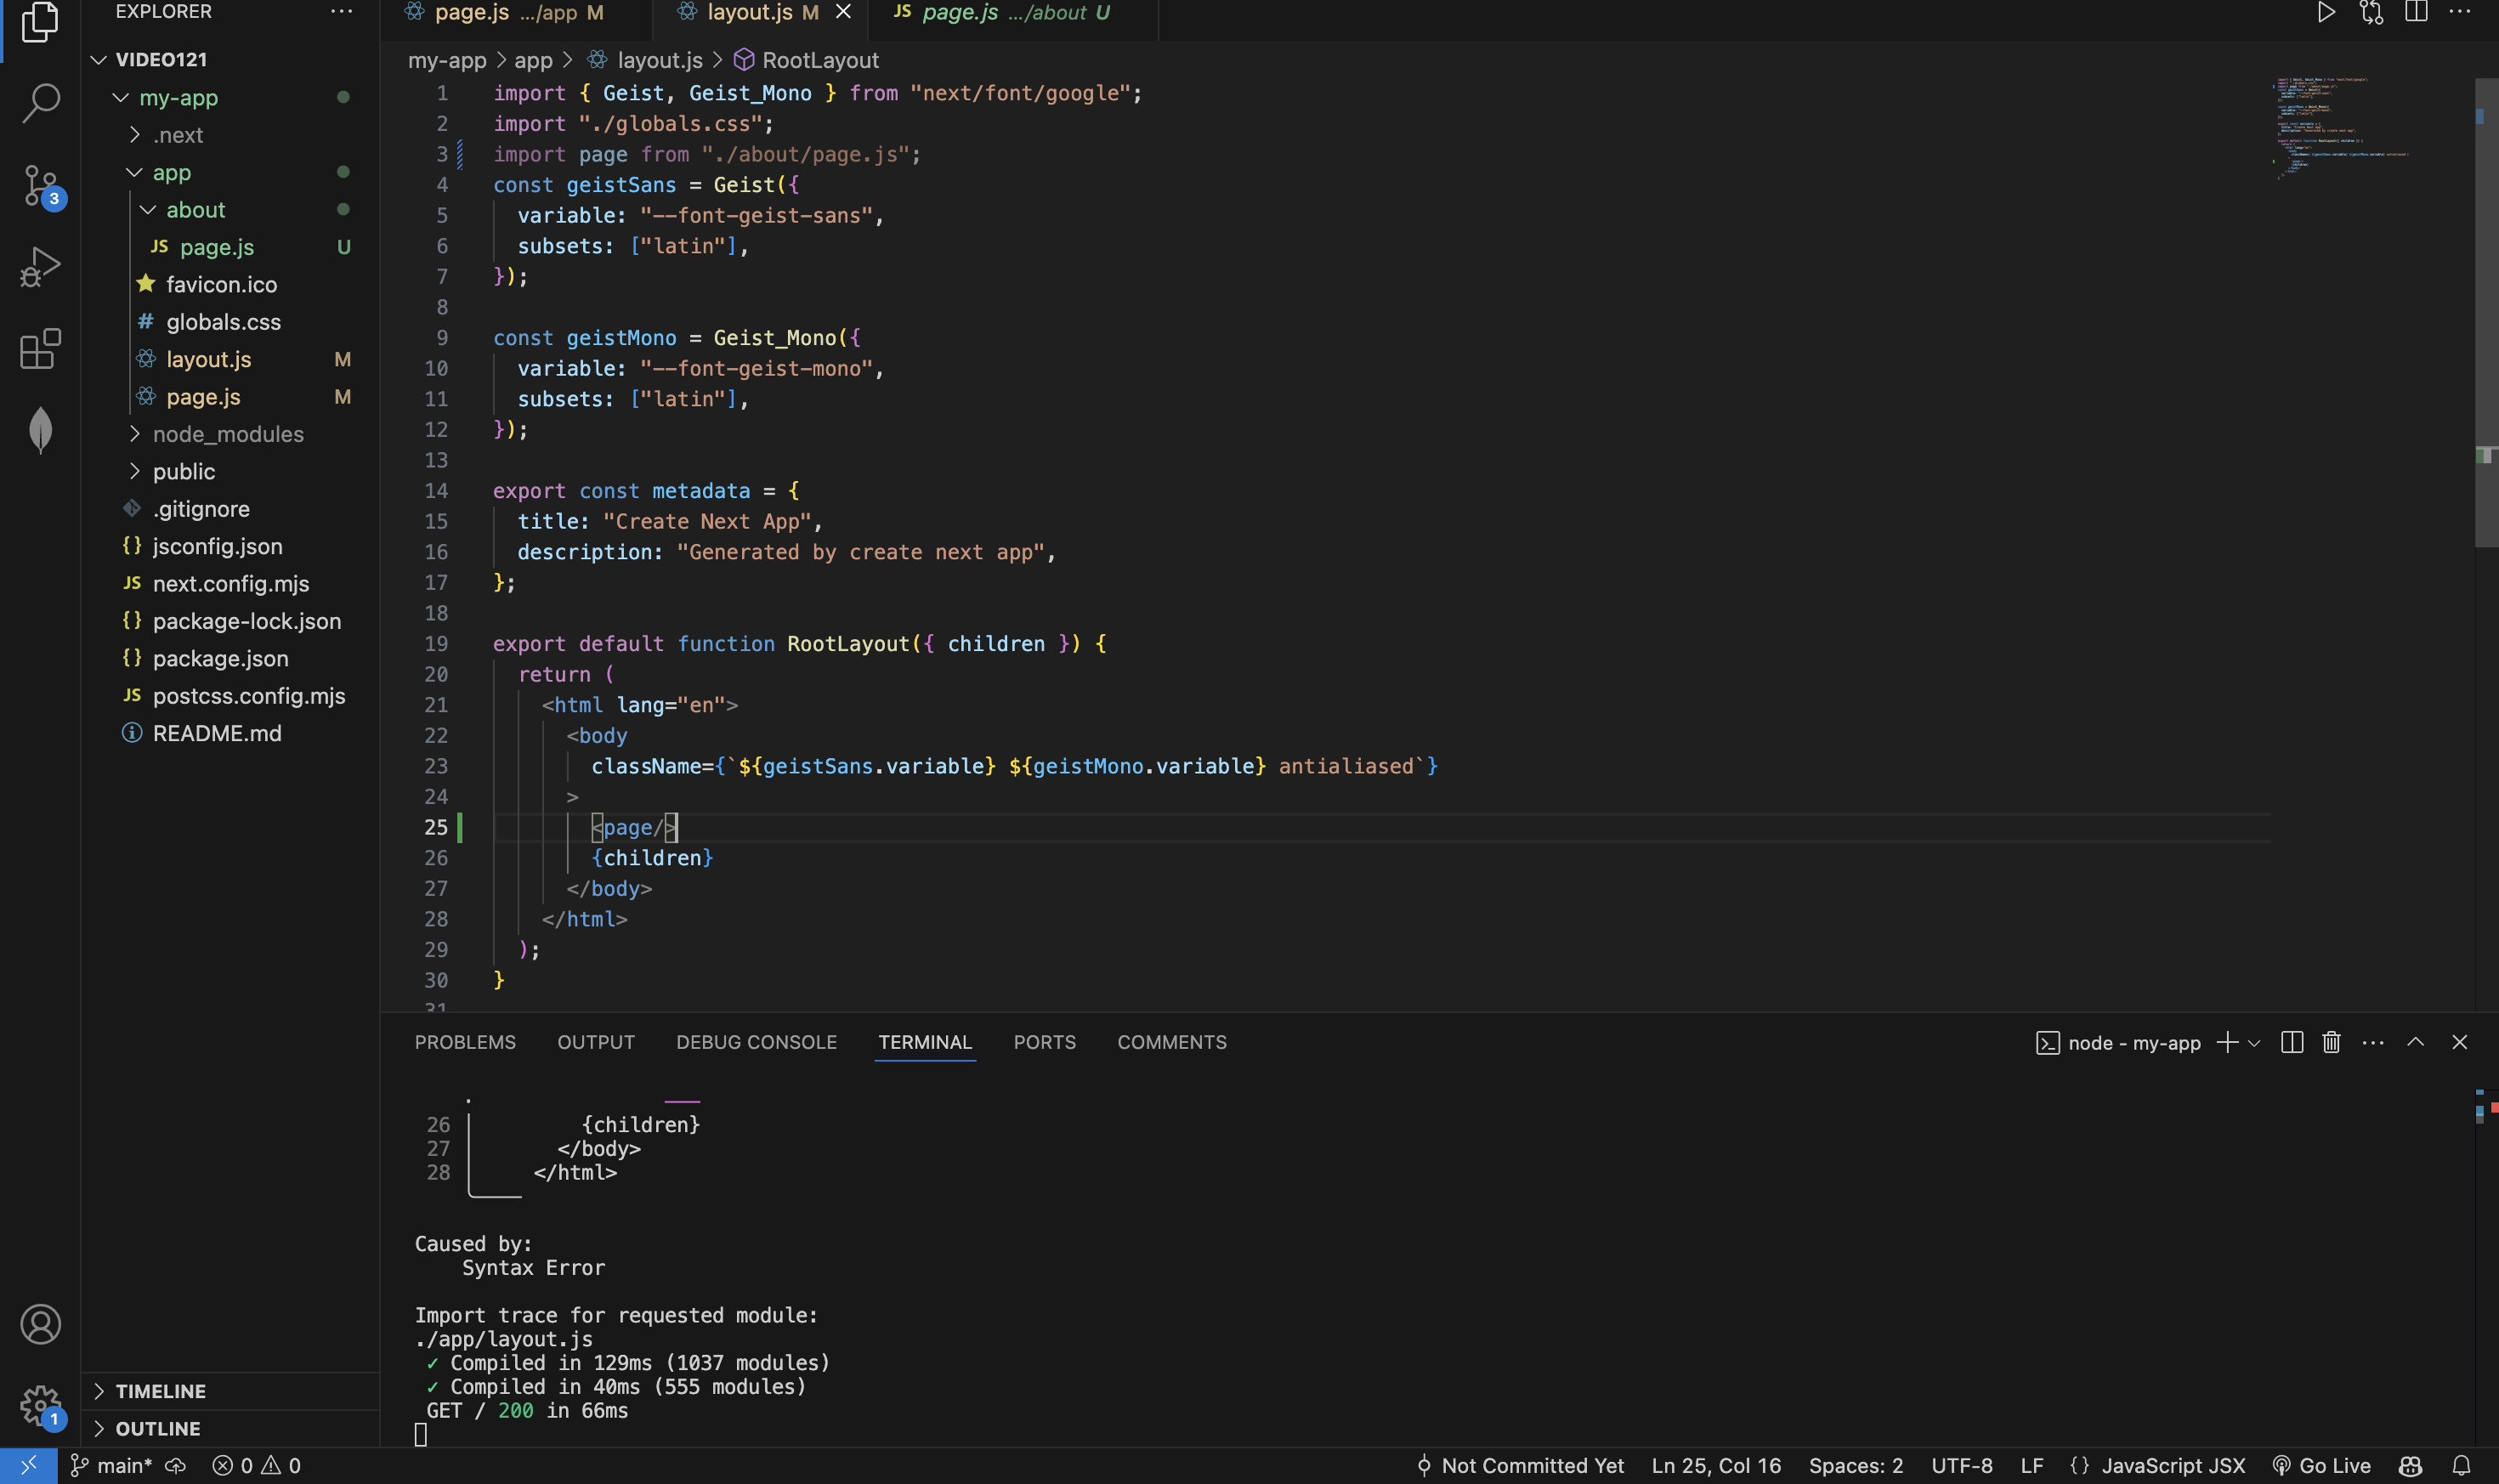 EXPLORER
VIDEO121
my-app
.next
app
about
JS page.js U
favicon.ico
# globals.css
layout.js M
page.js M
node_modules
public
.gitignore
{} jsconfig.json
JS next.config.mjs
{} package-lock.json
{} package.json
JS postcss.config.mjs
README.md
TIMELINE
OUTLINE
3
1
page.js .../app M
layout.js M
JS page.js .../about U
my-app > app > layout.js > RootLayout
1 import { Geist, Geist_Mono } from "next/font/google";
2 import "./globals.css";
3 import page from "./about/page.js";
4 const geistSans = Geist({
5   variable: "--font-geist-sans",
6   subsets: ["latin"],
7 });
8
9 const geistMono = Geist_Mono({
10   variable: "--font-geist-mono",
11   subsets: ["latin"],
12 });
13
14 export const metadata = {
15   title: "Create Next App",
16   description: "Generated by create next app",
17 };
18
19 export default function RootLayout({ children }) {
20   return (
21     <html lang="en">
22       <body
23         className={`${geistSans.variable} ${geistMono.variable} antialiased`}
24       >
25         <page/>
26         {children}
27       </body>
28     </html>
29   );
30 }
31
PROBLEMS OUTPUT DEBUG CONSOLE TERMINAL PORTS COMMENTS
node - my-app
26 {children}
27 </body>
28 </html>
Caused by:
Syntax Error
Import trace for requested module:
./app/layout.js
✓ Compiled in 129ms (1037 modules)
✓ Compiled in 40ms (555 modules)
GET / 200 in 66ms
main* 0 0
Not Committed Yet Ln 25, Col 16 Spaces: 2 UTF-8 LF {} JavaScript JSX Go Live